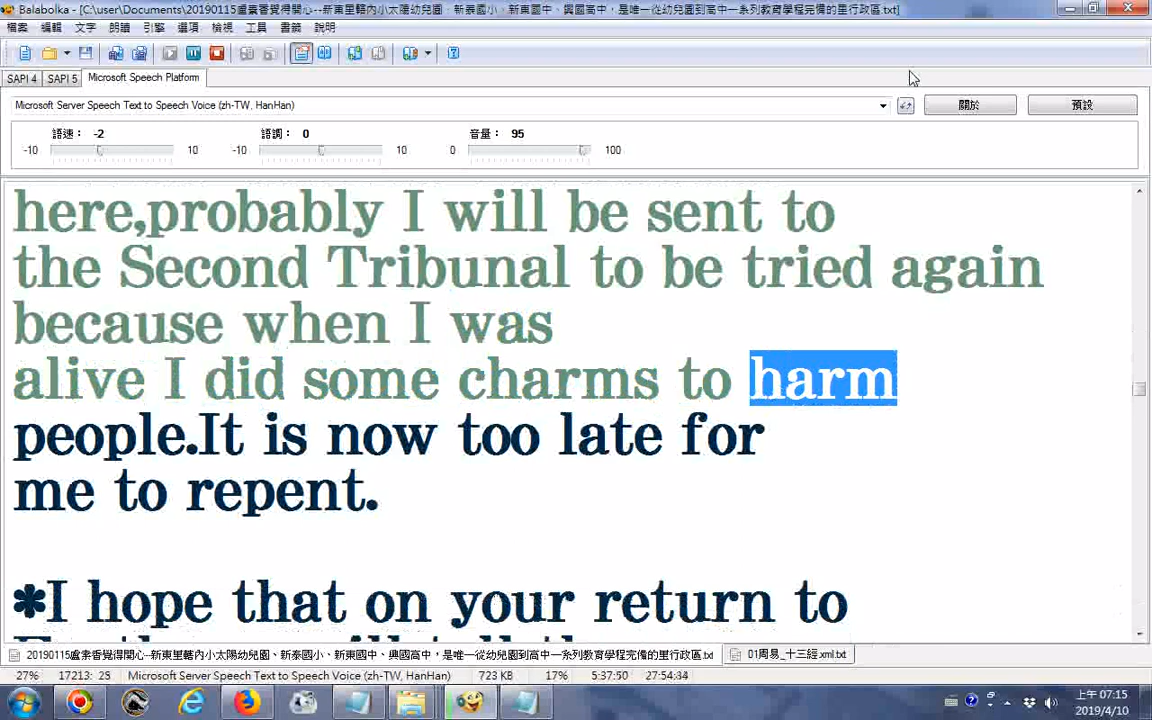 Balabolka - [C:\user\Documents\20190115盧素香覺得開心--新東里轄內小太陽幼兒園、新泰國小、新東國中、興國高中，是唯一從幼兒園到高中一系列教育學程完備的里行政區.txt]
檔案 編輯 文字 朗讀 引擎 選項 檢視 工具 書籤 說明
SAPI 4 SAPI 5 Microsoft Speech Platform
Microsoft Server Speech Text to Speech Voice (zh-TW, HanHan) 關於 預設
語速： -2 語調： 0 音量： 95
-10 10 -10 10 0 100
here,probably I will be sent to
the Second Tribunal to be tried again
because when I was
alive I did some charms to harm
people.It is now too late for
me to repent.
*I hope that on your return to
20190115盧素香覺得開心--新東里轄內小太陽幼兒園、新泰國小、新東國中、興國高中，是唯一從幼兒園到高中一系列教育學程完備的里行政區.txt 01周易_十三經.xml.txt
27% 17213: 28 Microsoft Server Speech Text to Speech Voice (zh-TW, HanHan) 723 KB 17% 5:37:50 27:54:34
上午 07:15
2019/4/10